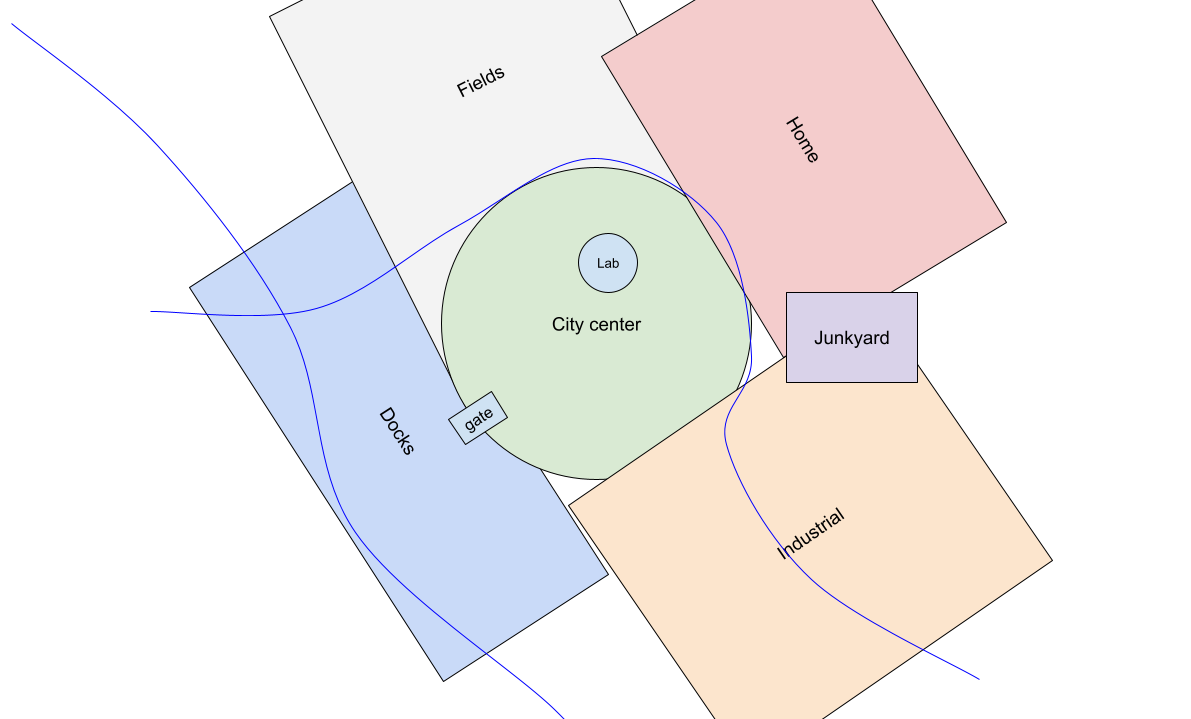 Fields
Home
Lab
City center
Junkyard
gate
Docks
Industrial